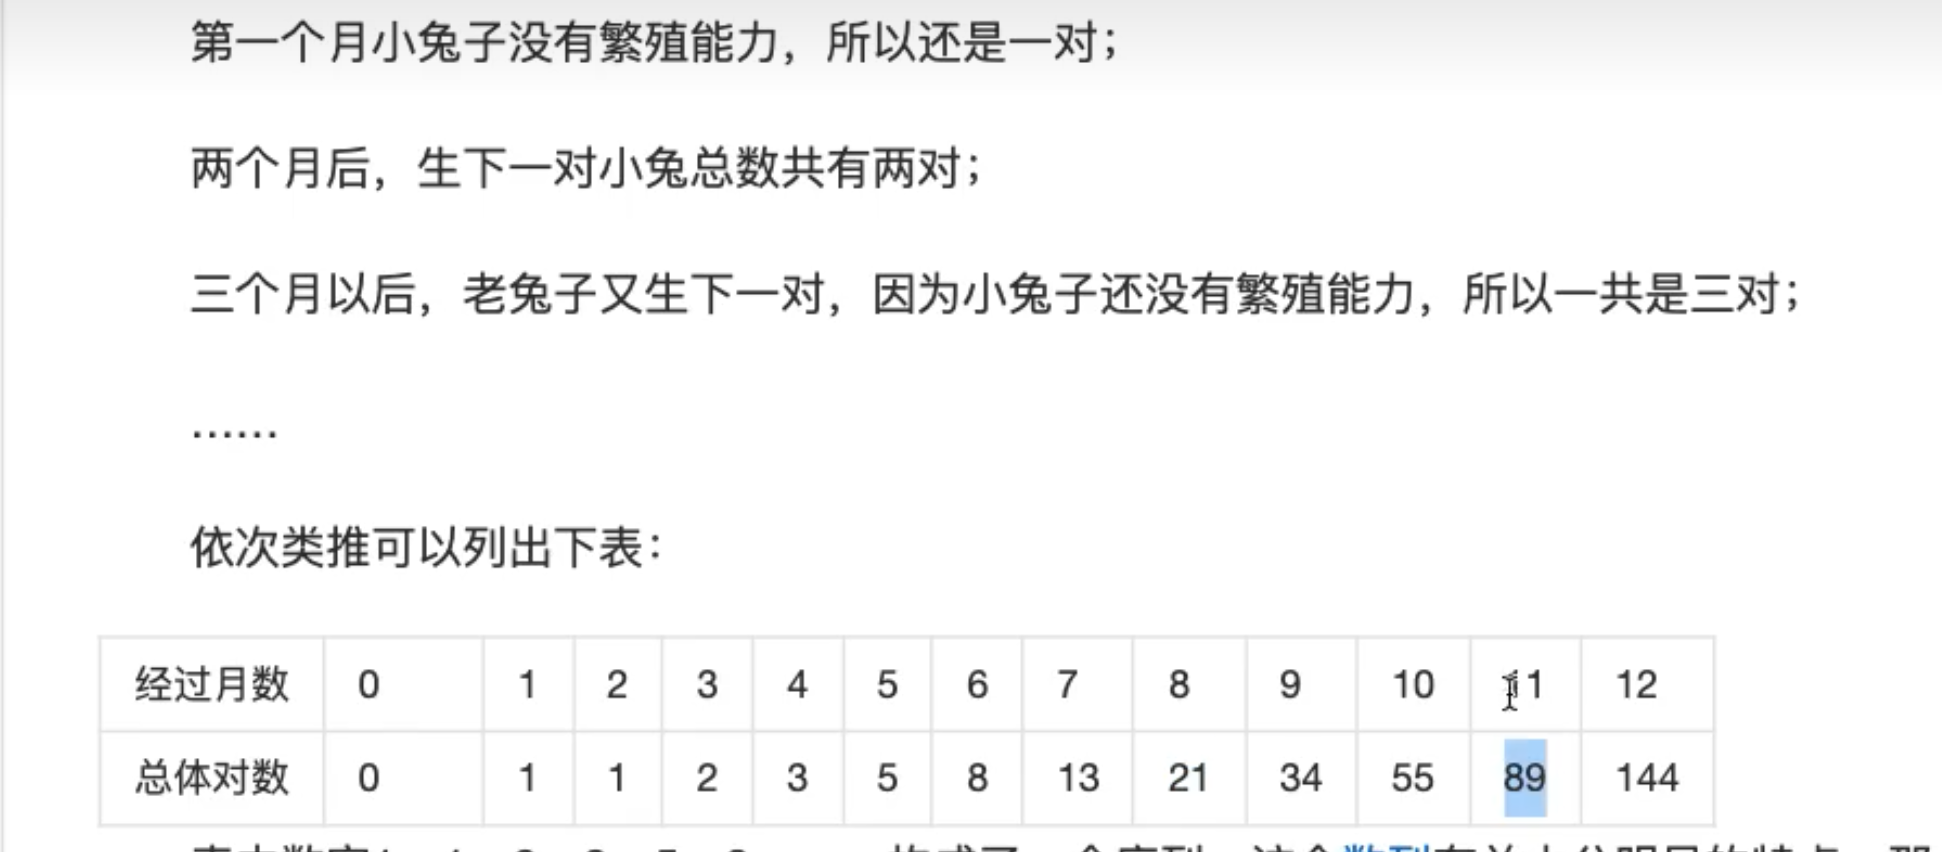 第一个月小兔子没有繁殖能力，所以还是一对；
两个月后，生下一对小兔总数共有两对；
三个月以后，老兔子又生下一对，因为小兔子还没有繁殖能力，所以一共是三对；
……
依次类推可以列出下表：
经过月数 0 1 2 3 4 5 6 7 8 9 10 11 12
总体对数 0 1 1 2 3 5 8 13 21 34 55 89 144